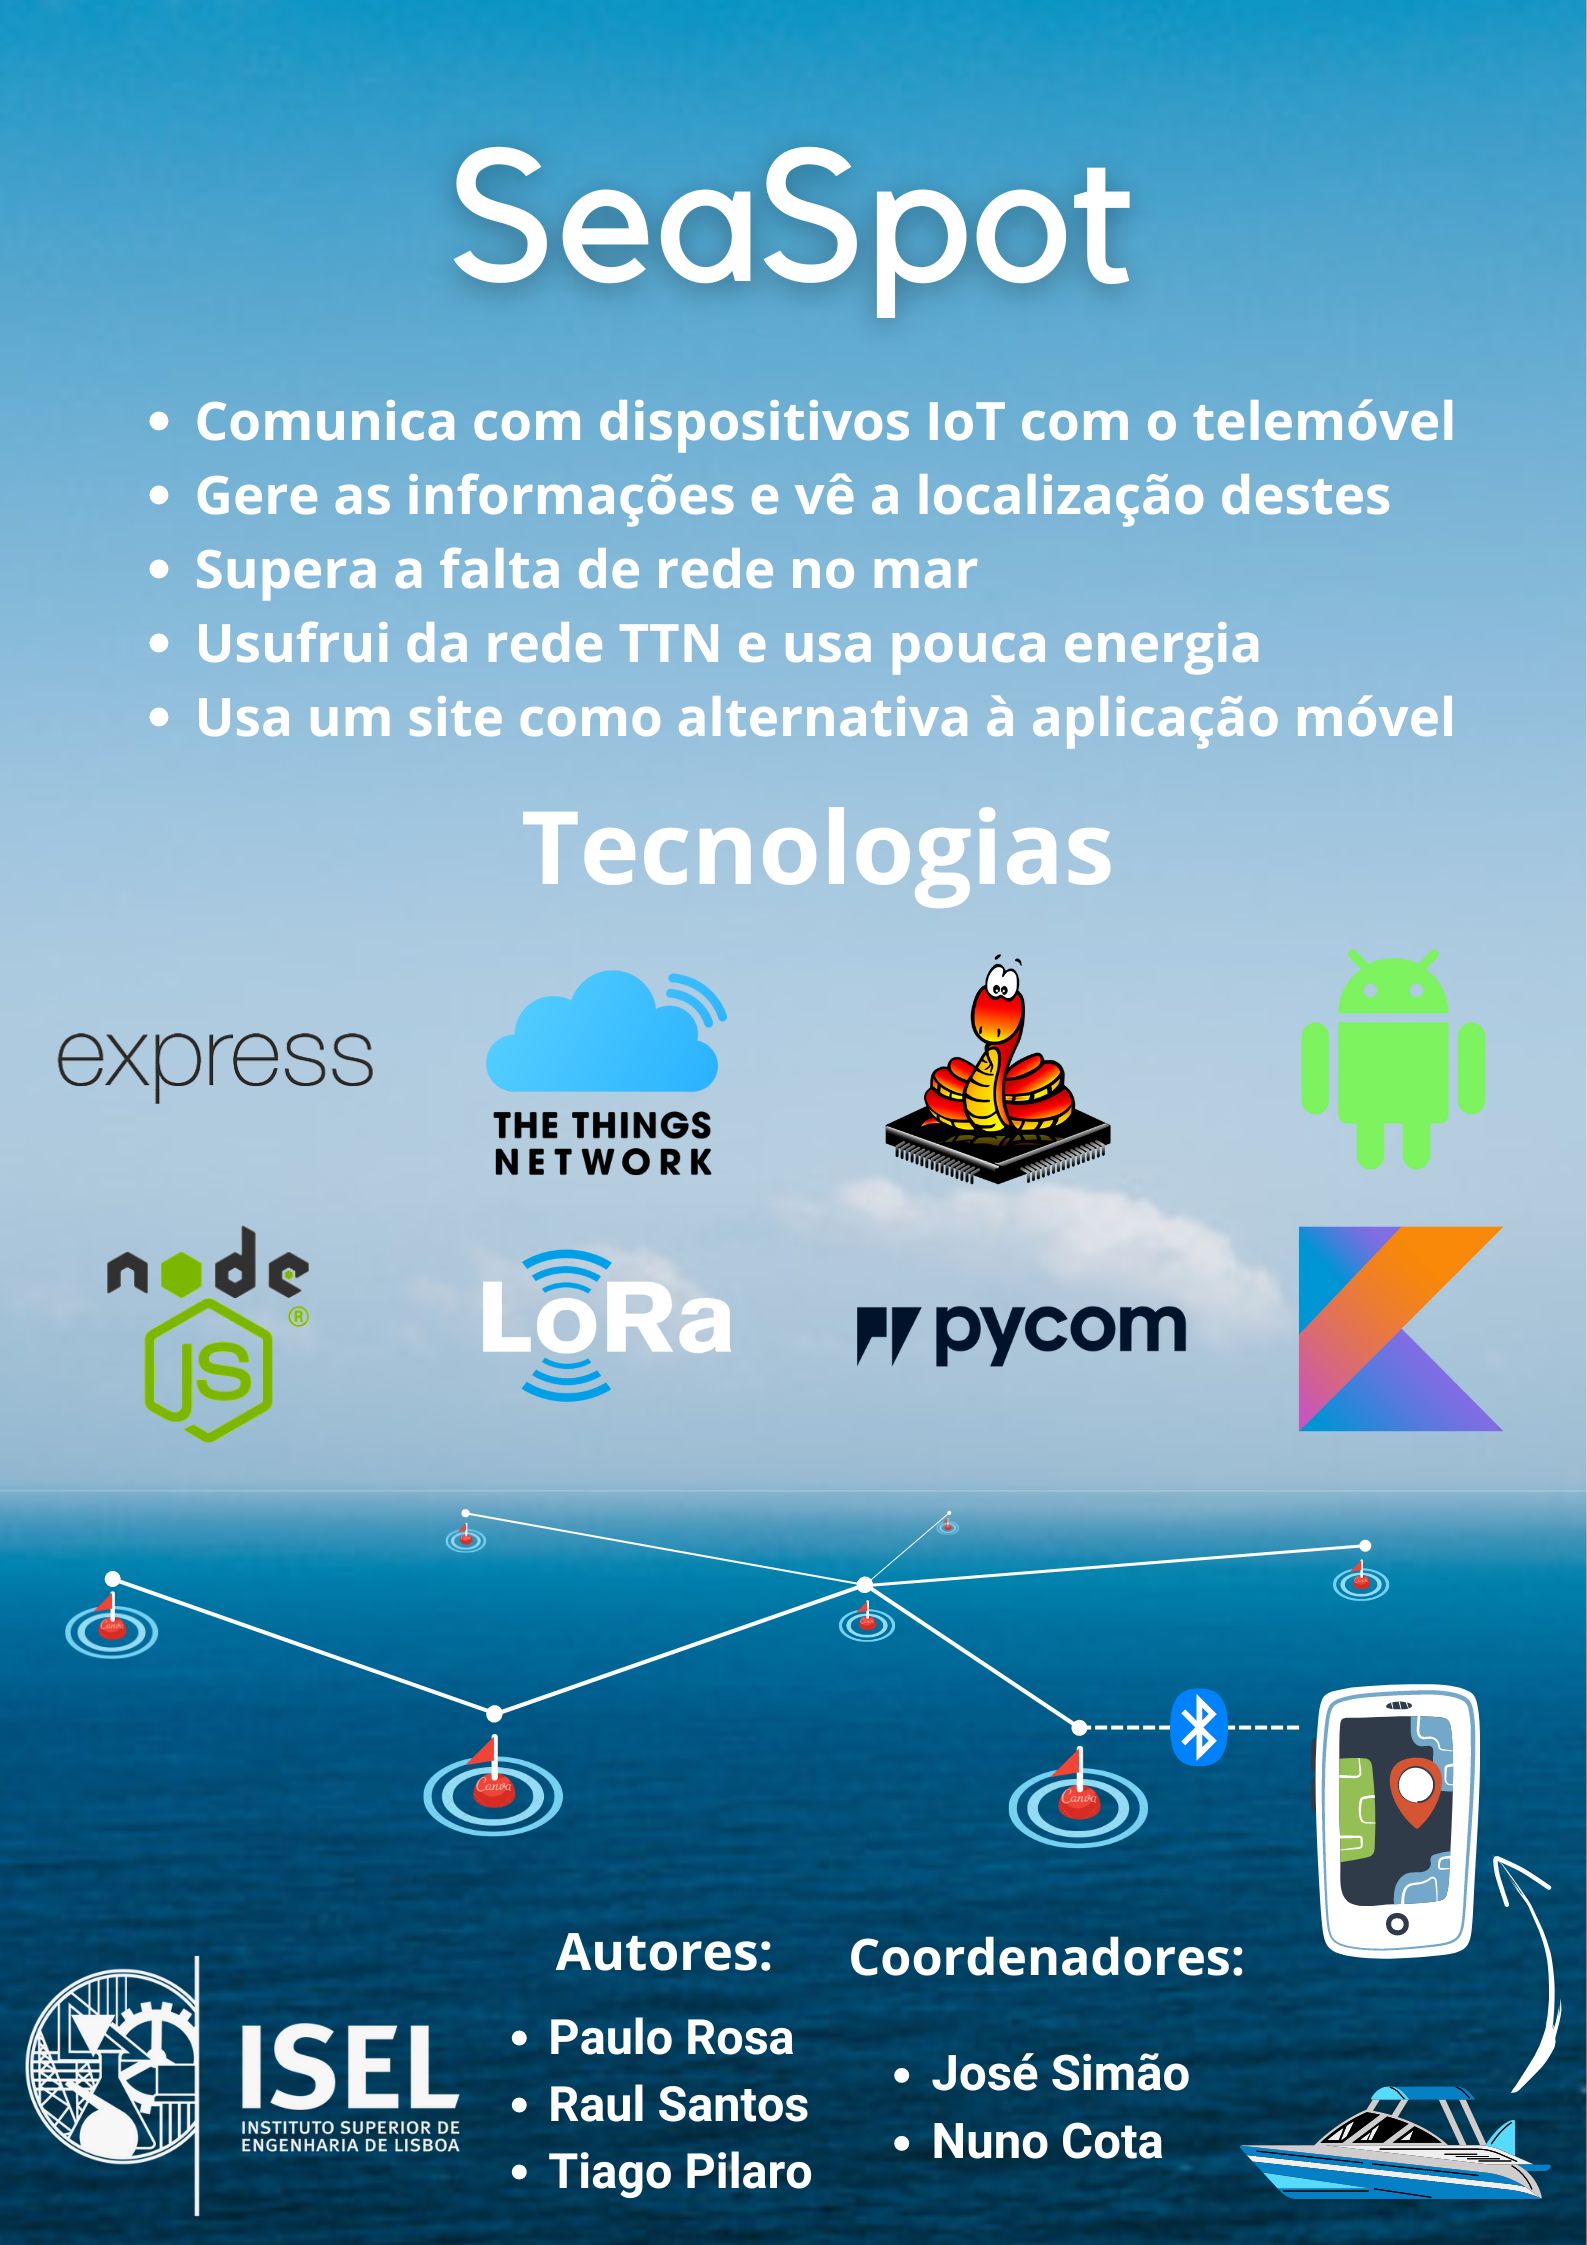 SeaSpot
• Comunica com dispositivos IoT com o telemóvel
• Gere as informações e vê a localização destes
• Supera a falta de rede no mar
• Usufrui da rede TTN e usa pouca energia
• Usa um site como alternativa à aplicação móvel
Tecnologias
express
THE THINGS
NETWORK
node
®
JS
LoRa
pycom
Canva
Canva
Canva
Autores:
• Paulo Rosa
• Raul Santos
• Tiago Pilaro
Coordenadores:
• José Simão
• Nuno Cota
ISEL
INSTITUTO SUPERIOR DE
ENGENHARIA DE LISBOA